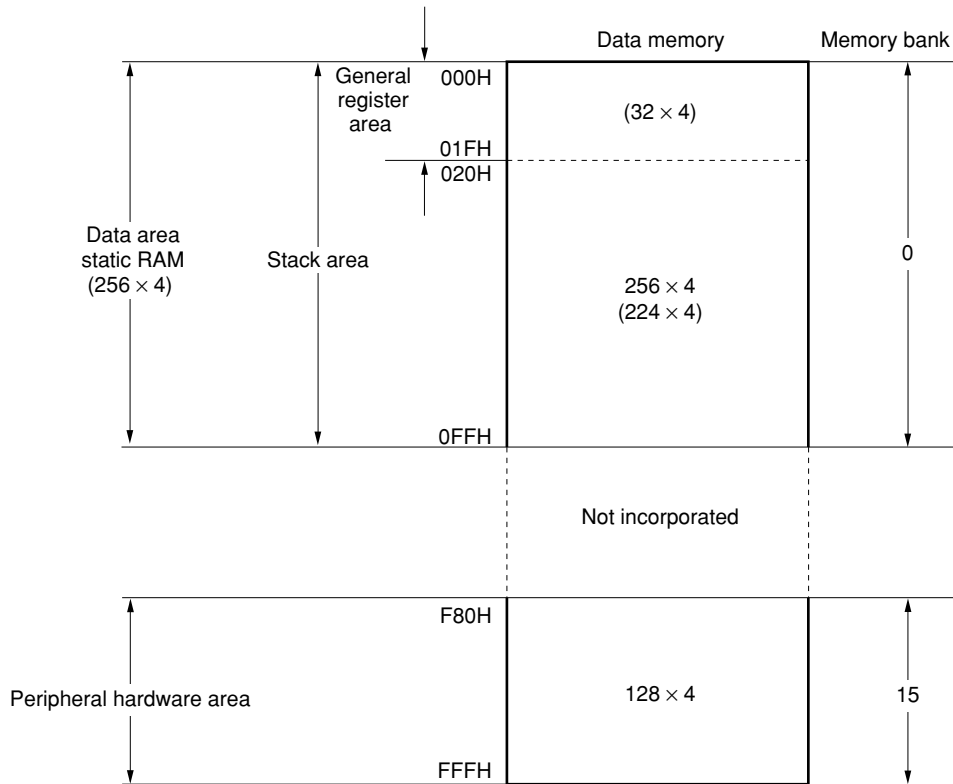 Data memory
Memory bank
General
register
area
000H
(32 × 4)
01FH
020H
Data area
static RAM
(256 × 4)
Stack area
256 × 4
(224 × 4)
0
0FFH
Not incorporated
F80H
Peripheral hardware area
128 × 4
15
FFFH